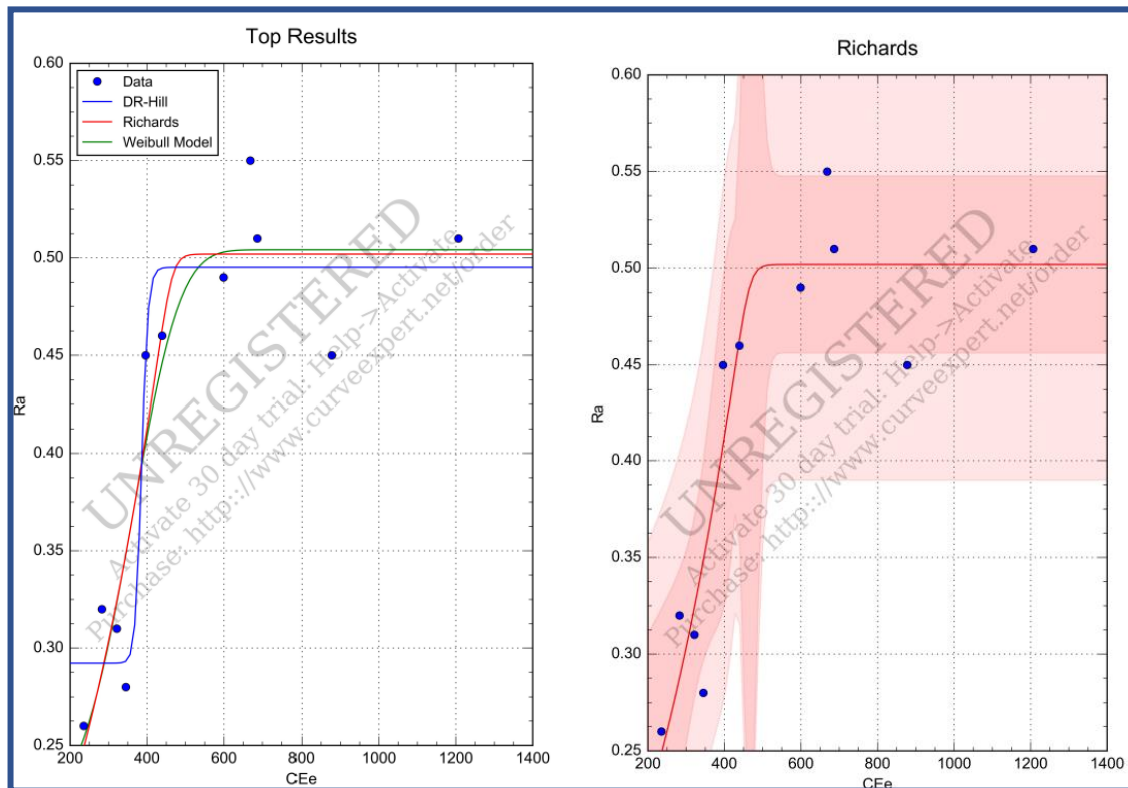 Top Results
0.60
0.55
0.50
0.45
0.40
0.35
0.30
0.25
Ra
Data
DR-Hill
Richards
Weibull Model
UNREGISTERED
Activate 30 day trial: Help->Activate
Purchase: http:://www.curveexpert.net/order
200
400
600
800
1000
1200
1400
CEe
Richards
0.60
0.55
0.50
0.45
0.40
0.35
0.30
0.25
Ra
UNREGISTERED
Activate 30 day trial: Help->Activate
Purchase: http:://www.curveexpert.net/order
200
400
600
800
1000
1200
1400
CEe